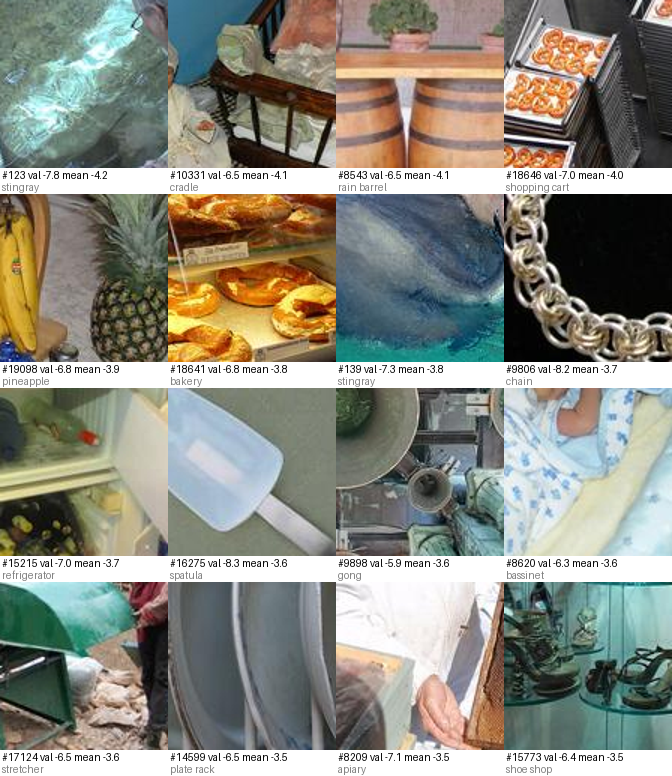 #123 val -7.8 mean -4.2
stingray
#10331 val -6.5 mean -4.1
cradle
#8543 val -6.5 mean -4.1
rain barrel
#18646 val -7.0 mean -4.0
shopping cart
#19098 val -6.8 mean -3.9
pineapple
#18641 val -6.8 mean -3.8
bakery
#139 val -7.3 mean -3.8
stingray
#9806 val -8.2 mean -3.7
chain
#15215 val -7.0 mean -3.7
refrigerator
#16275 val -8.3 mean -3.6
spatula
#9898 val -5.9 mean -3.6
gong
#8620 val -6.3 mean -3.6
bassinet
#17124 val -6.5 mean -3.6
stretcher
#14599 val -6.5 mean -3.5
plate rack
#8209 val -7.1 mean -3.5
apiary
#15773 val -6.4 mean -3.5
shoe shop